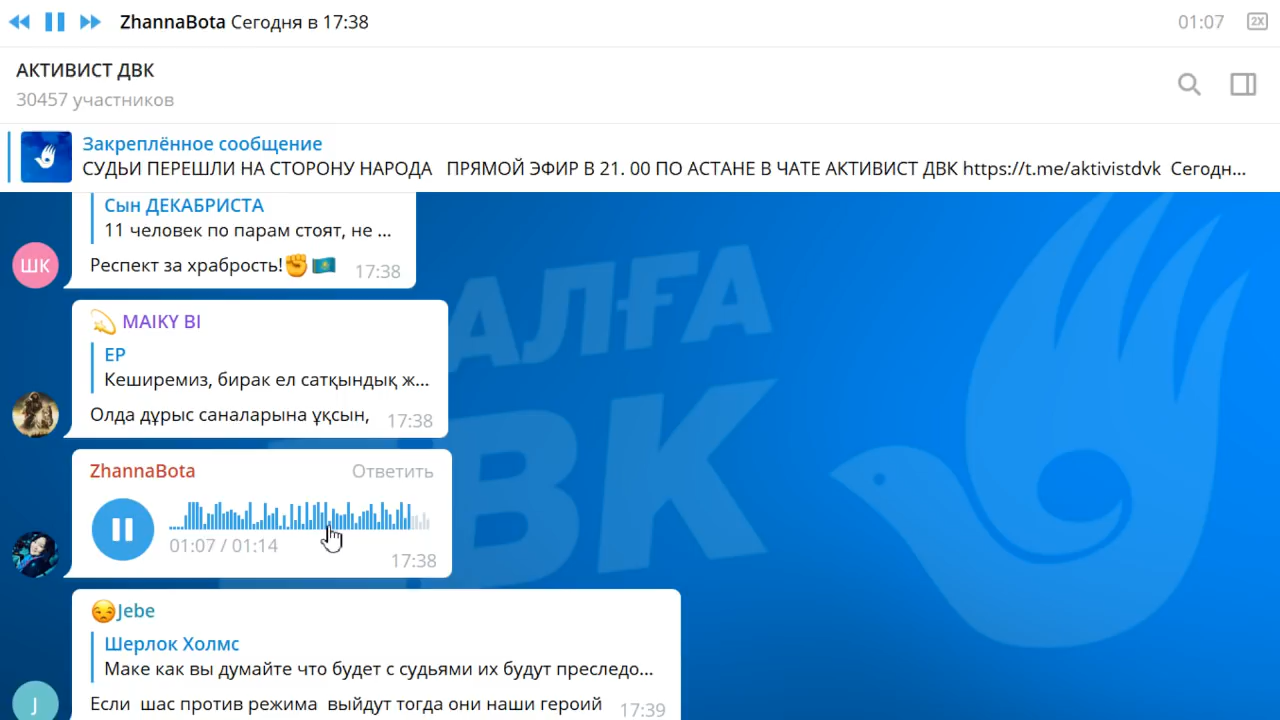 ZhannaBota Сегодня в 17:38
01:07
2X
АКТИВИСТ ДВК
30457 участников
Закреплённое сообщение
СУДЬИ ПЕРЕШЛИ НА СТОРОНУ НАРОДА ПРЯМОЙ ЭФИР В 21. 00 ПО АСТАНЕ В ЧАТЕ АКТИВИСТ ДВК https://t.me/aktivistdvk Сегодн...
Сын ДЕКАБРИСТА
11 человек по парам стоят, не ...
ШК
Респект за храбрость!✊🇰🇿
17:38
АЛҒА
ДВК
💫 MAIKY BI
EP
Кеширемиз, бирак ел сатқындық ж...
Олда дұрыс саналарына ұқсын,
17:38
ZhannaBota
Ответить
01:07 / 01:14
17:38
😒Jebe
Шерлок Холмс
Маке как вы думайте что будет с судьями их будут преследо...
J
Если шас против режима выйдут тогда они наши герοий
17:39